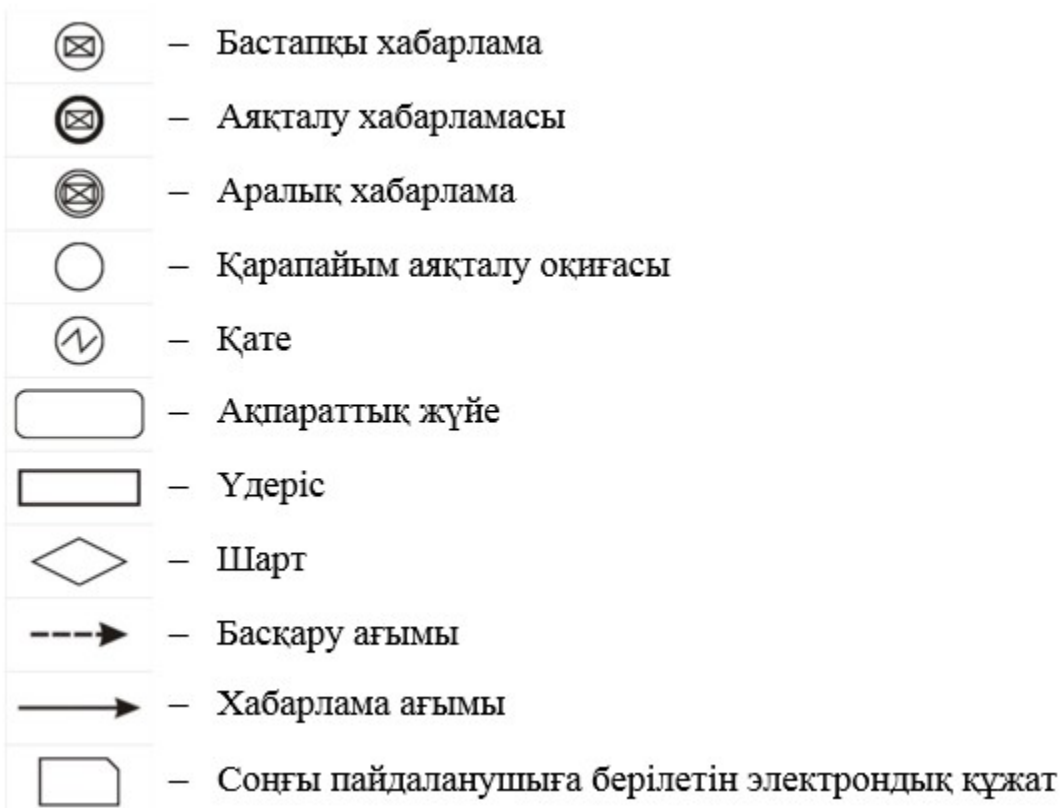 – Бастапқы хабарлама
– Аяқталу хабарламасы
– Аралық хабарлама
– Қарапайым аяқталу оқиғасы
– Қате
– Ақпараттық жүйе
– Үдеріс
– Шарт
– Басқару ағымы
– Хабарлама ағымы
– Соңғы пайдаланушыға берілетін электрондық құжат